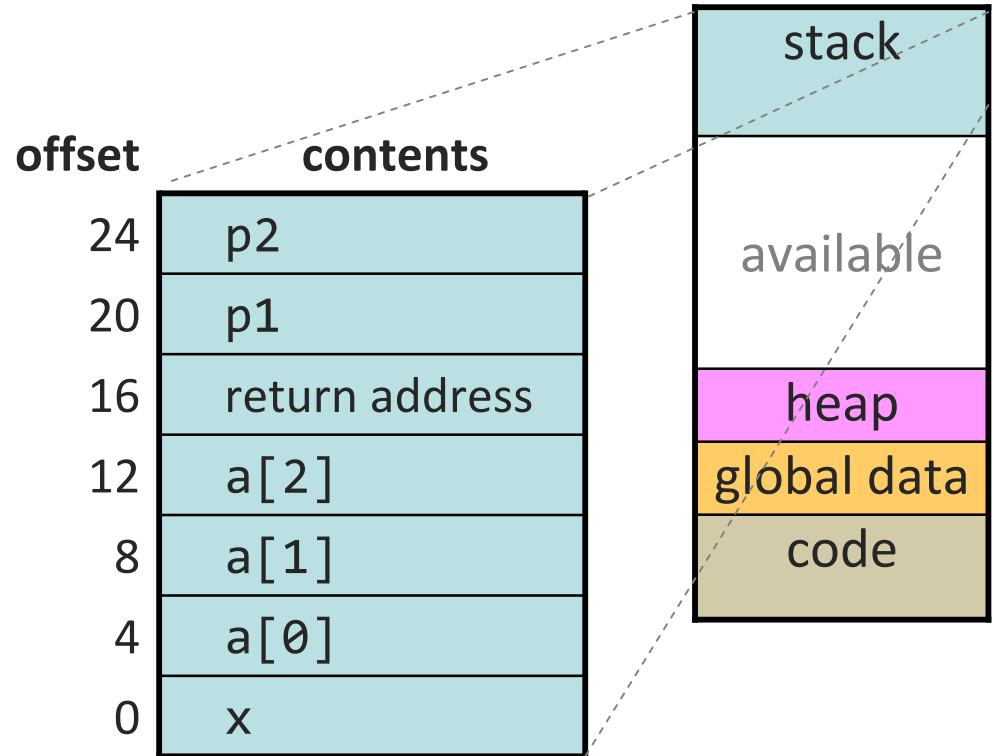 offset contents
24 p2
20 p1
16 return address
12 a[2]
8 a[1]
4 a[0]
0 x
stack
available
heap
global data
code